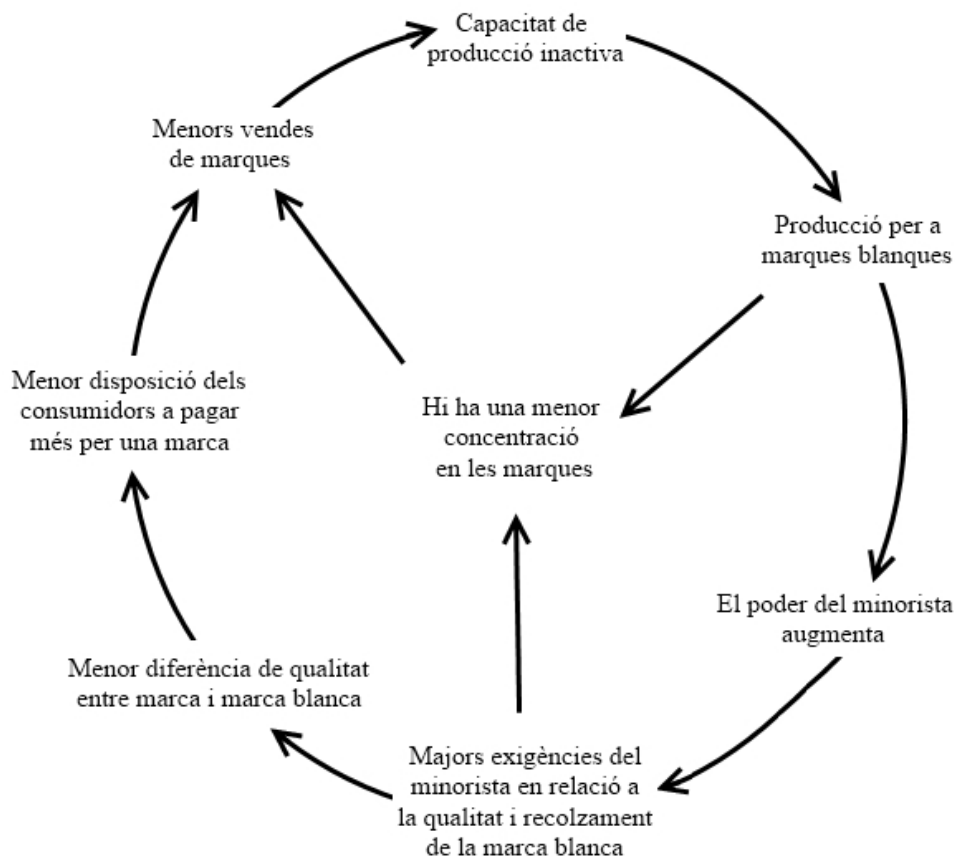 Capacitat de
producció inactiva
Menors vendes
de marques
Producció per a
marques blanques
Menor disposició dels
consumidors a pagar
més per una marca
Hi ha una menor
concentració
en les marques
El poder del minorista
augmenta
Menor diferència de qualitat
entre marca i marca blanca
Majors exigències del
minorista en relació a
la qualitat i recolzament
de la marca blanca